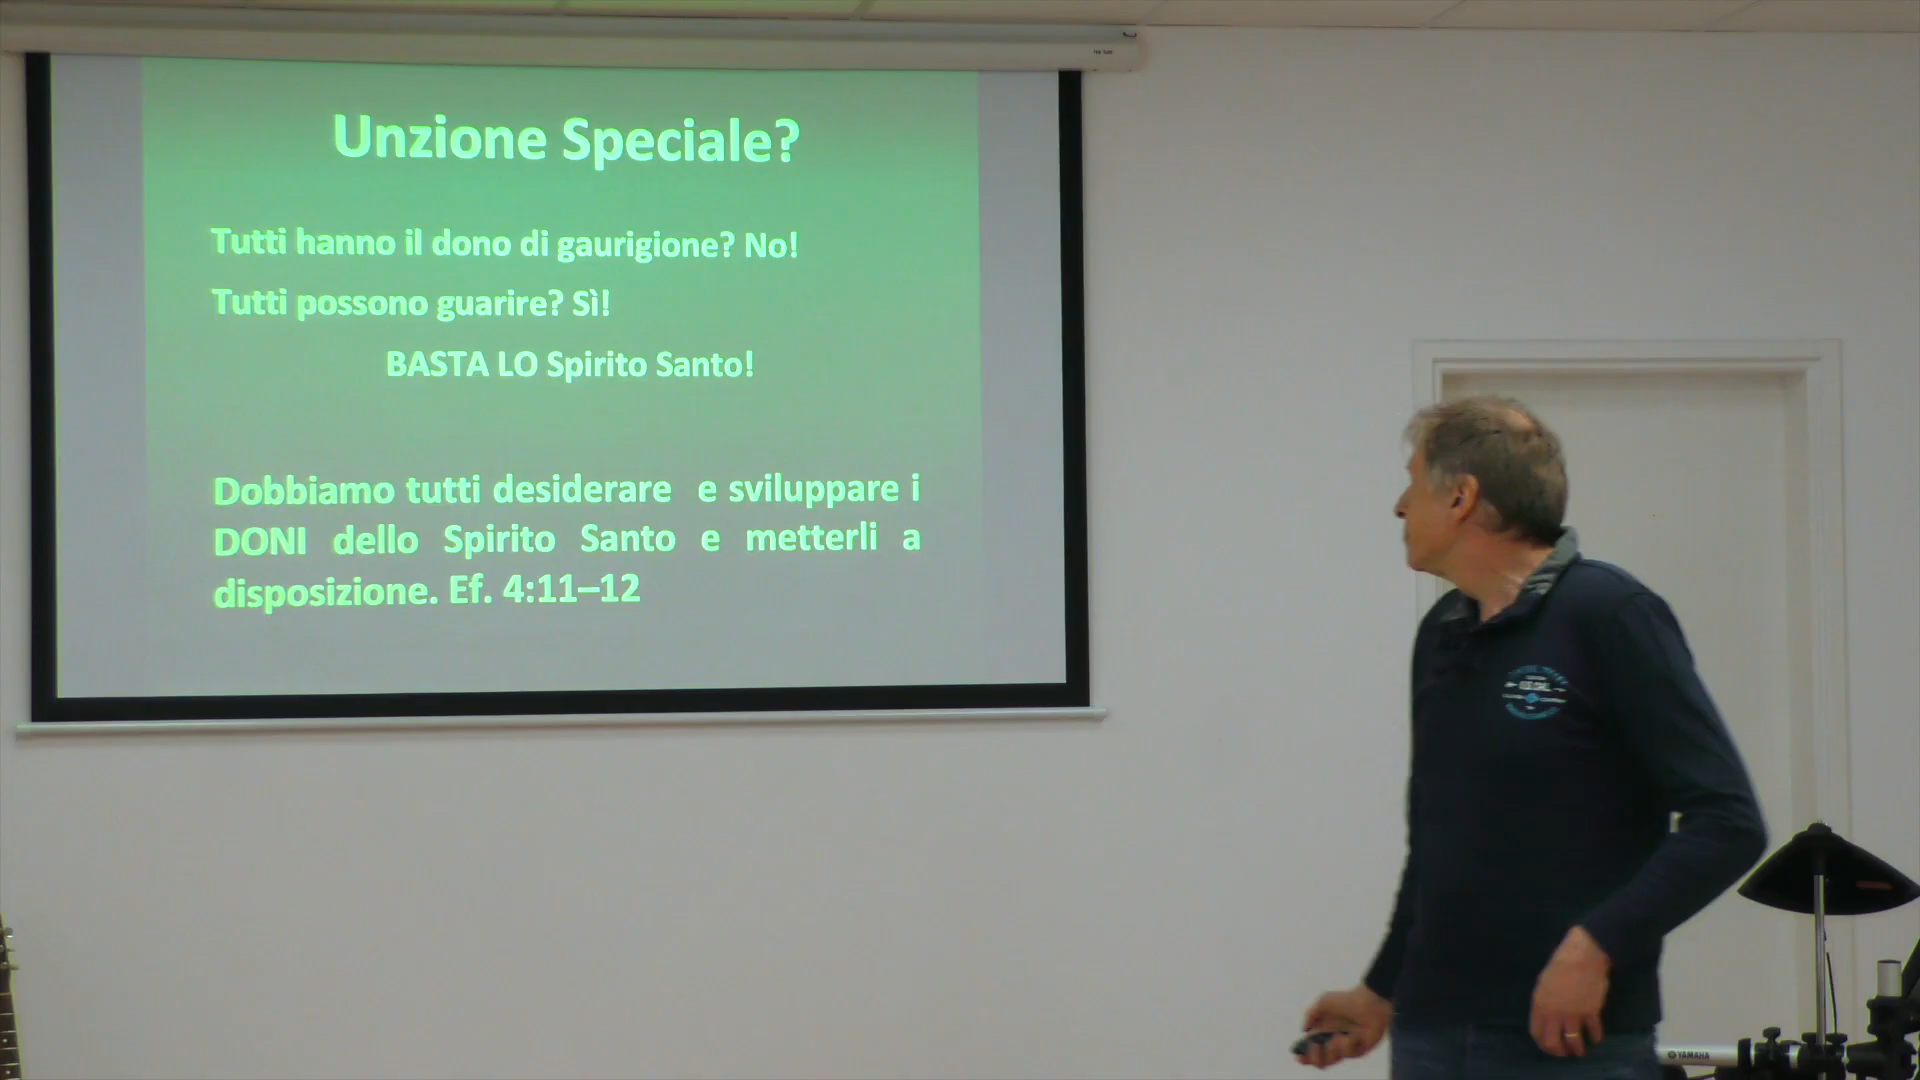 Unzione Speciale?
Tutti hanno il dono di gaurigione? No!
Tutti possono guarire? Sì!
BASTA LO Spirito Santo!
Dobbiamo tutti desiderare e sviluppare i
DONI dello Spirito Santo e metterli a
disposizione. Ef. 4:11–12
YAMAHA